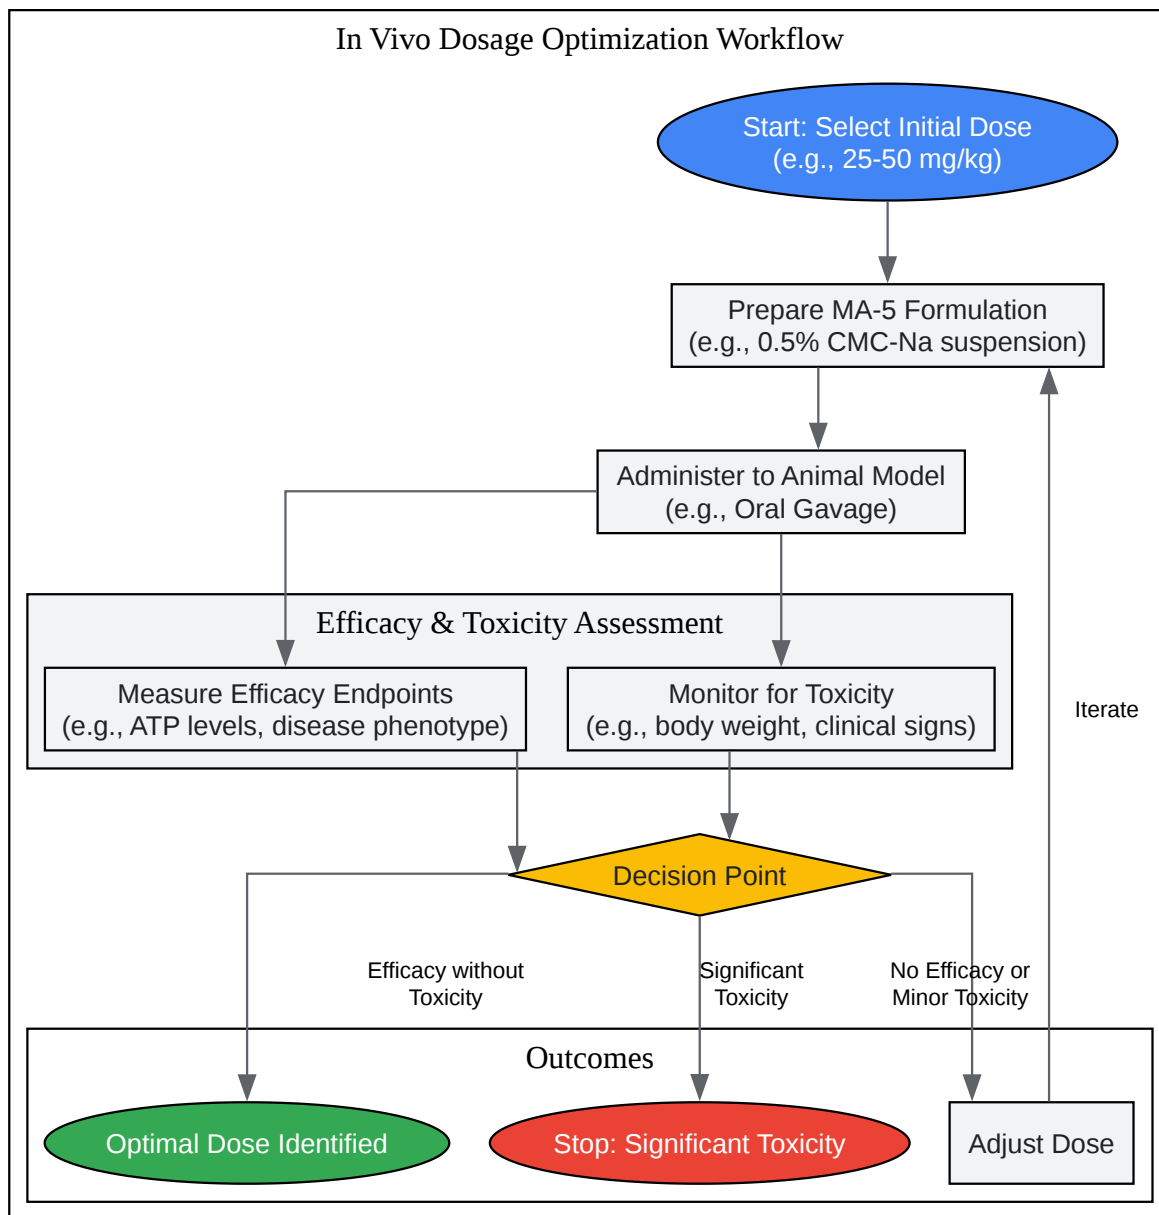 In Vivo Dosage Optimization Workflow
Start: Select Initial Dose
(e.g., 25-50 mg/kg)
Prepare MA-5 Formulation
(e.g., 0.5% CMC-Na suspension)
Administer to Animal Model
(e.g., Oral Gavage)
Efficacy & Toxicity Assessment
Measure Efficacy Endpoints
(e.g., ATP levels, disease phenotype)
Monitor for Toxicity
(e.g., body weight, clinical signs)
Iterate
Decision Point
Efficacy without
Toxicity
Significant
Toxicity
No Efficacy or
Minor Toxicity
Outcomes
Optimal Dose Identified
Stop: Significant Toxicity
Adjust Dose